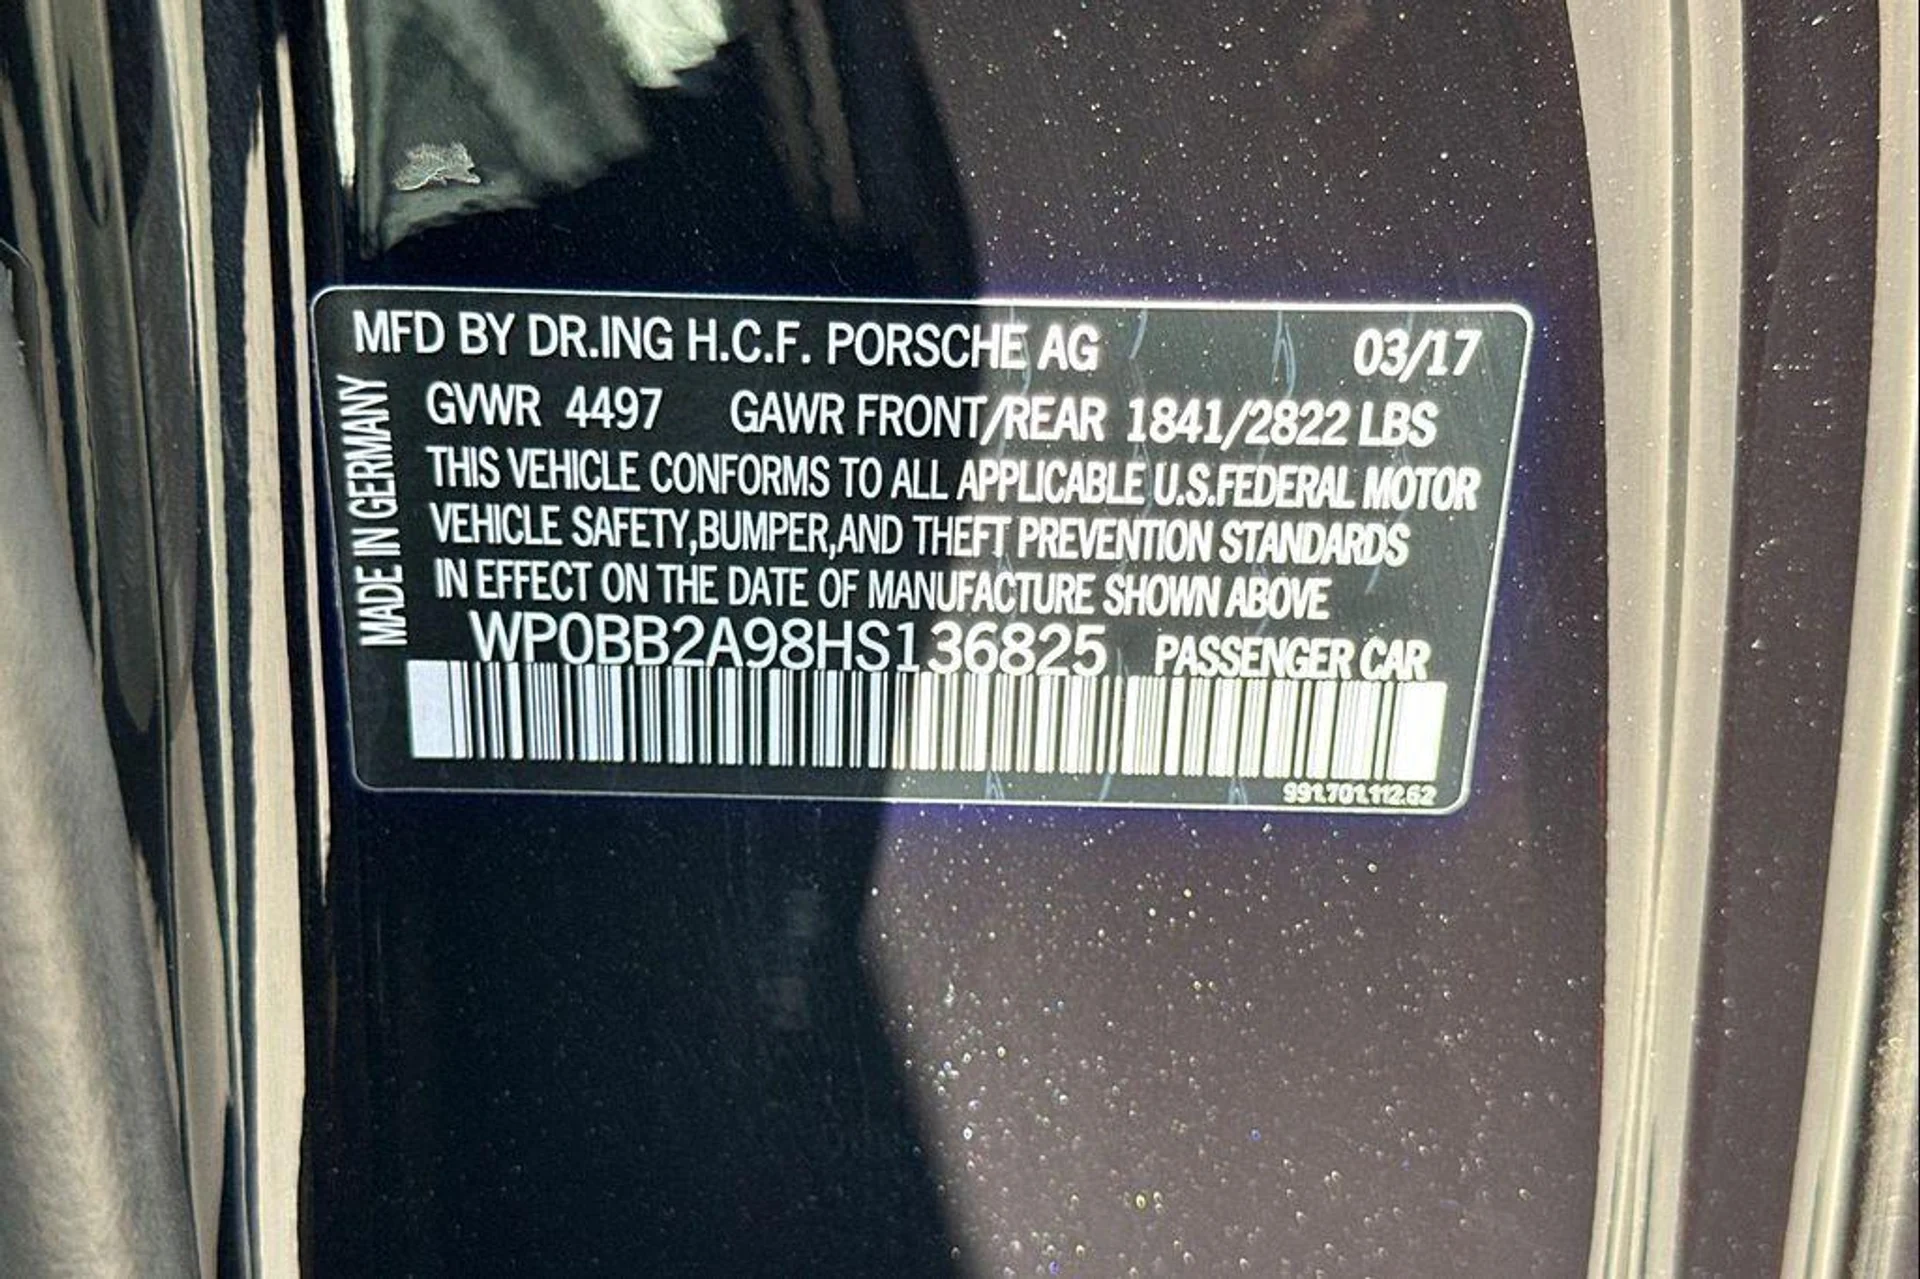 MFD BY DR.ING H.C.F. PORSCHE AG 03/17
MADE IN GERMANY
GVWR 4497 GAWR FRONT/REAR 1841/2822 LBS
THIS VEHICLE CONFORMS TO ALL APPLICABLE U.S.FEDERAL MOTOR
VEHICLE SAFETY,BUMPER,AND THEFT PREVENTION STANDARDS
IN EFFECT ON THE DATE OF MANUFACTURE SHOWN ABOVE
WP0BB2A98HS136825 PASSENGER CAR
991.701.112.62